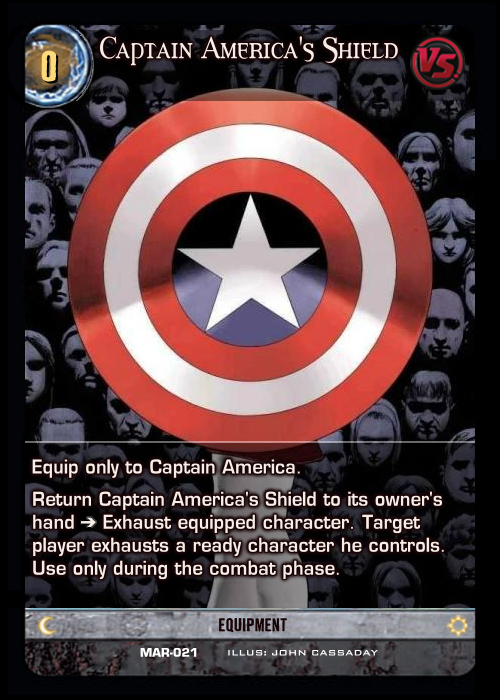 0
CAPTAIN AMERICA'S SHIELD
VS.
Equip only to Captain America.
Return Captain America's Shield to its owner's
hand ➔ Exhaust equipped character. Target
player exhausts a ready character he controls.
Use only during the combat phase.
EQUIPMENT
MAR-021 ILLUS: JOHN CASSADAY